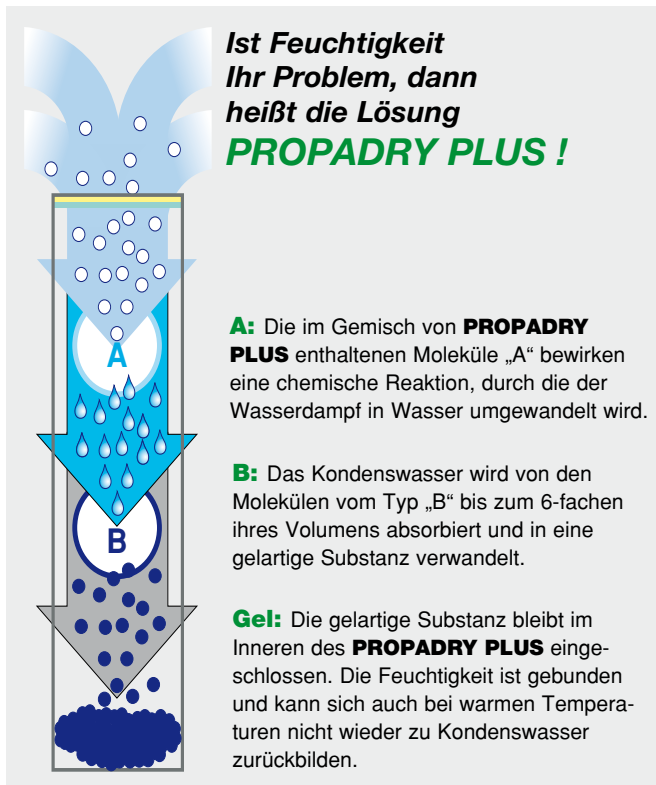 Ist Feuchtigkeit
Ihr Problem, dann
heißt die Lösung
PROPADRY PLUS !
A: Die im Gemisch von PROPADRY
PLUS enthaltenen Moleküle „A“ bewirken
eine chemische Reaktion, durch die der
Wasserdampf in Wasser umgewandelt wird.
B: Das Kondenswasser wird von den
Molekülen vom Typ „B“ bis zum 6-fachen
ihres Volumens absorbiert und in eine
gelartige Substanz verwandelt.
Gel: Die gelartige Substanz bleibt im
Inneren des PROPADRY PLUS einge-
schlossen. Die Feuchtigkeit ist gebunden
und kann sich auch bei warmen Tempera-
turen nicht wieder zu Kondenswasser
zurückbilden.
A
B